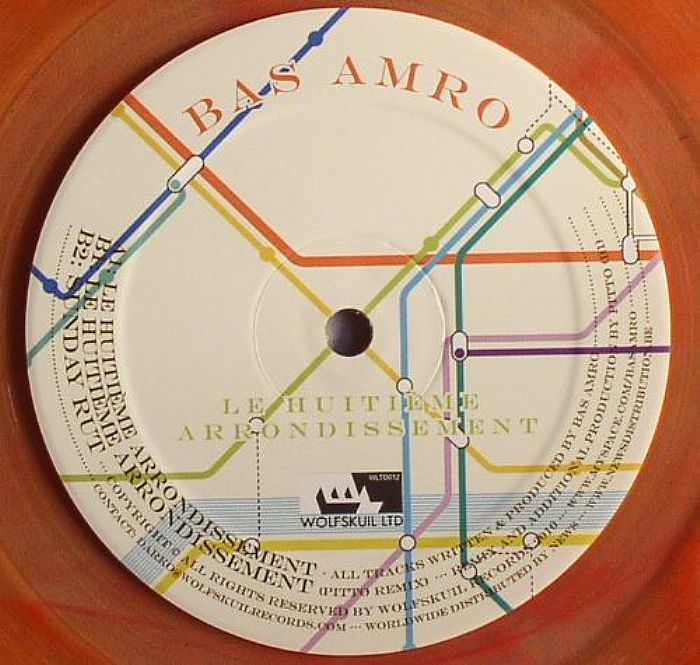 BAS AMRO
LE HUITIEME
ARRONDISSEMENT
WLTD012
WOLFSKUIL LTD
A1: LE HUITIEME ARRONDISSEMENT · ALL TRACKS WRITTEN & PRODUCED BY BAS AMRO
B1: LE HUITIEME ARRONDISSEMENT (PITTO REMIX) ··· REMIX AND ADDITIONAL PRODUCTION BY PITTO (B1)
B2: SUNDAY RUT ··· COPYRIGHT © ALL RIGHTS RESERVED BY WOLFSKUIL RECORDS 2010 ··· WWW.MYSPACE.COM/BASAMRO
CONTACT: DARKO@WOLFSKUILRECORDS.COM ··· WORLDWIDE DISTRIBUTED BY NEWS ··· WWW.NEWSDISTRIBUTION.BE